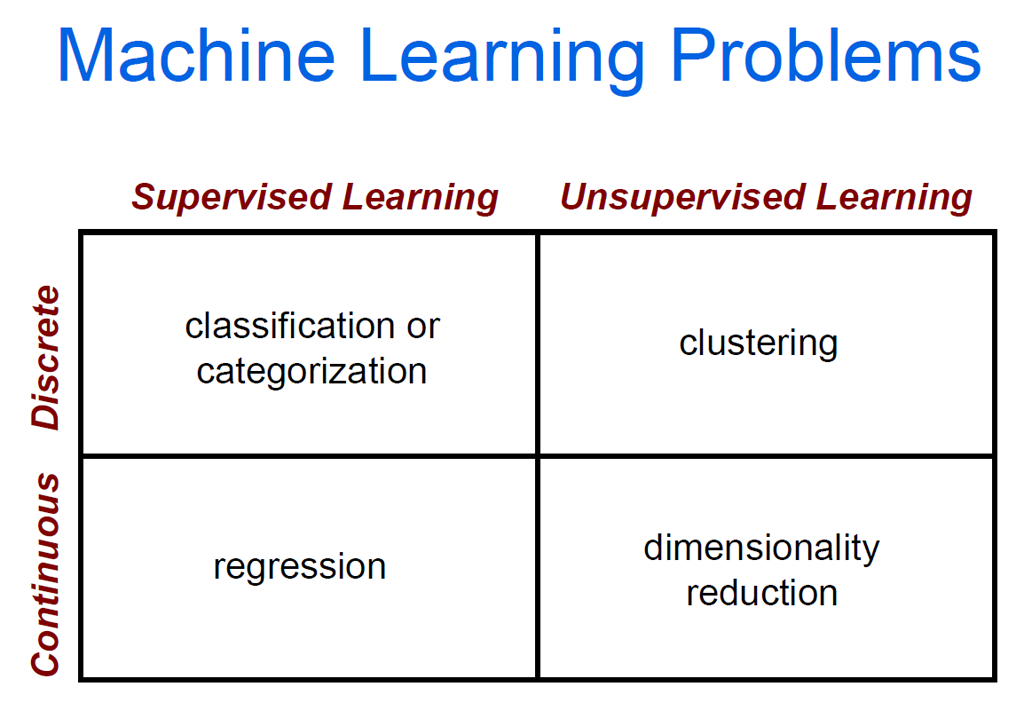 Machine Learning Problems
Supervised Learning
Unsupervised Learning
Discrete
classification or
categorization
clustering
Continuous
regression
dimensionality
reduction